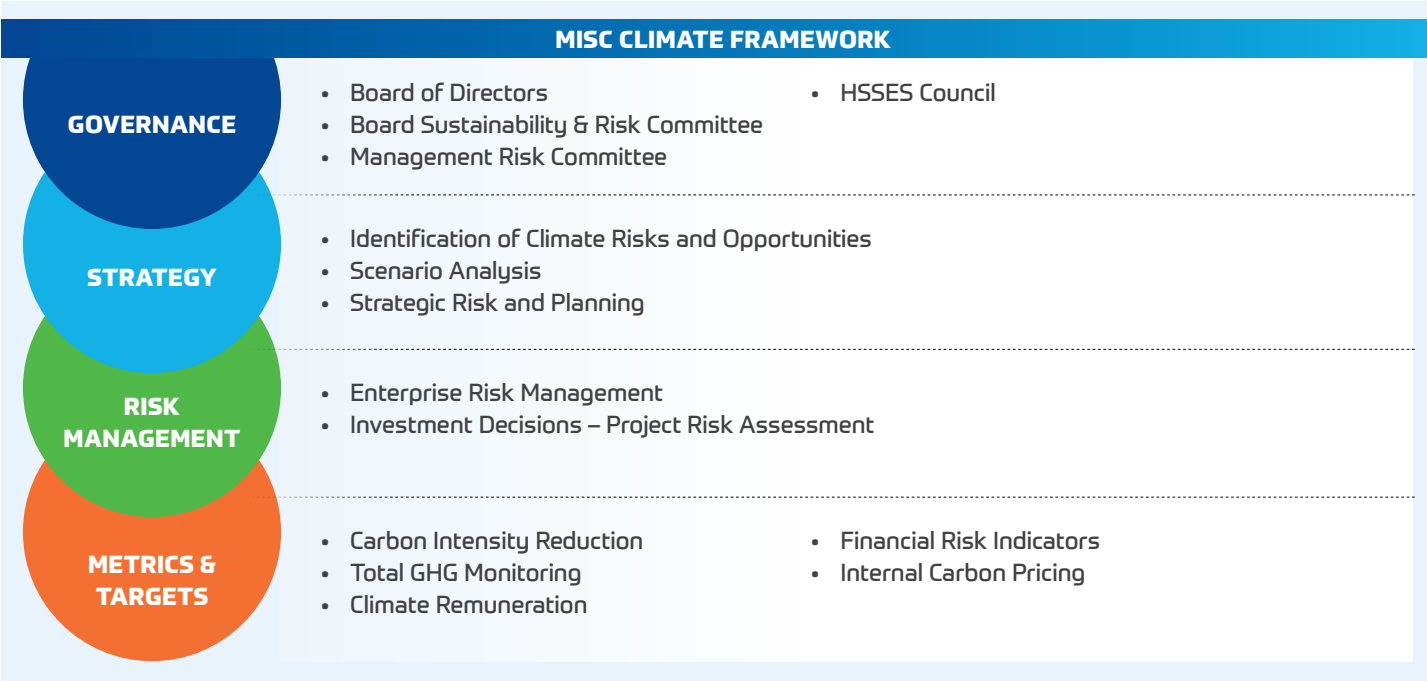 MISC CLIMATE FRAMEWORK
GOVERNANCE
• Board of Directors
• Board Sustainability & Risk Committee
• Management Risk Committee
• HSSES Council
STRATEGY
• Identification of Climate Risks and Opportunities
• Scenario Analysis
• Strategic Risk and Planning
RISK
MANAGEMENT
• Enterprise Risk Management
• Investment Decisions – Project Risk Assessment
METRICS &
TARGETS
• Carbon Intensity Reduction
• Total GHG Monitoring
• Climate Remuneration
• Financial Risk Indicators
• Internal Carbon Pricing